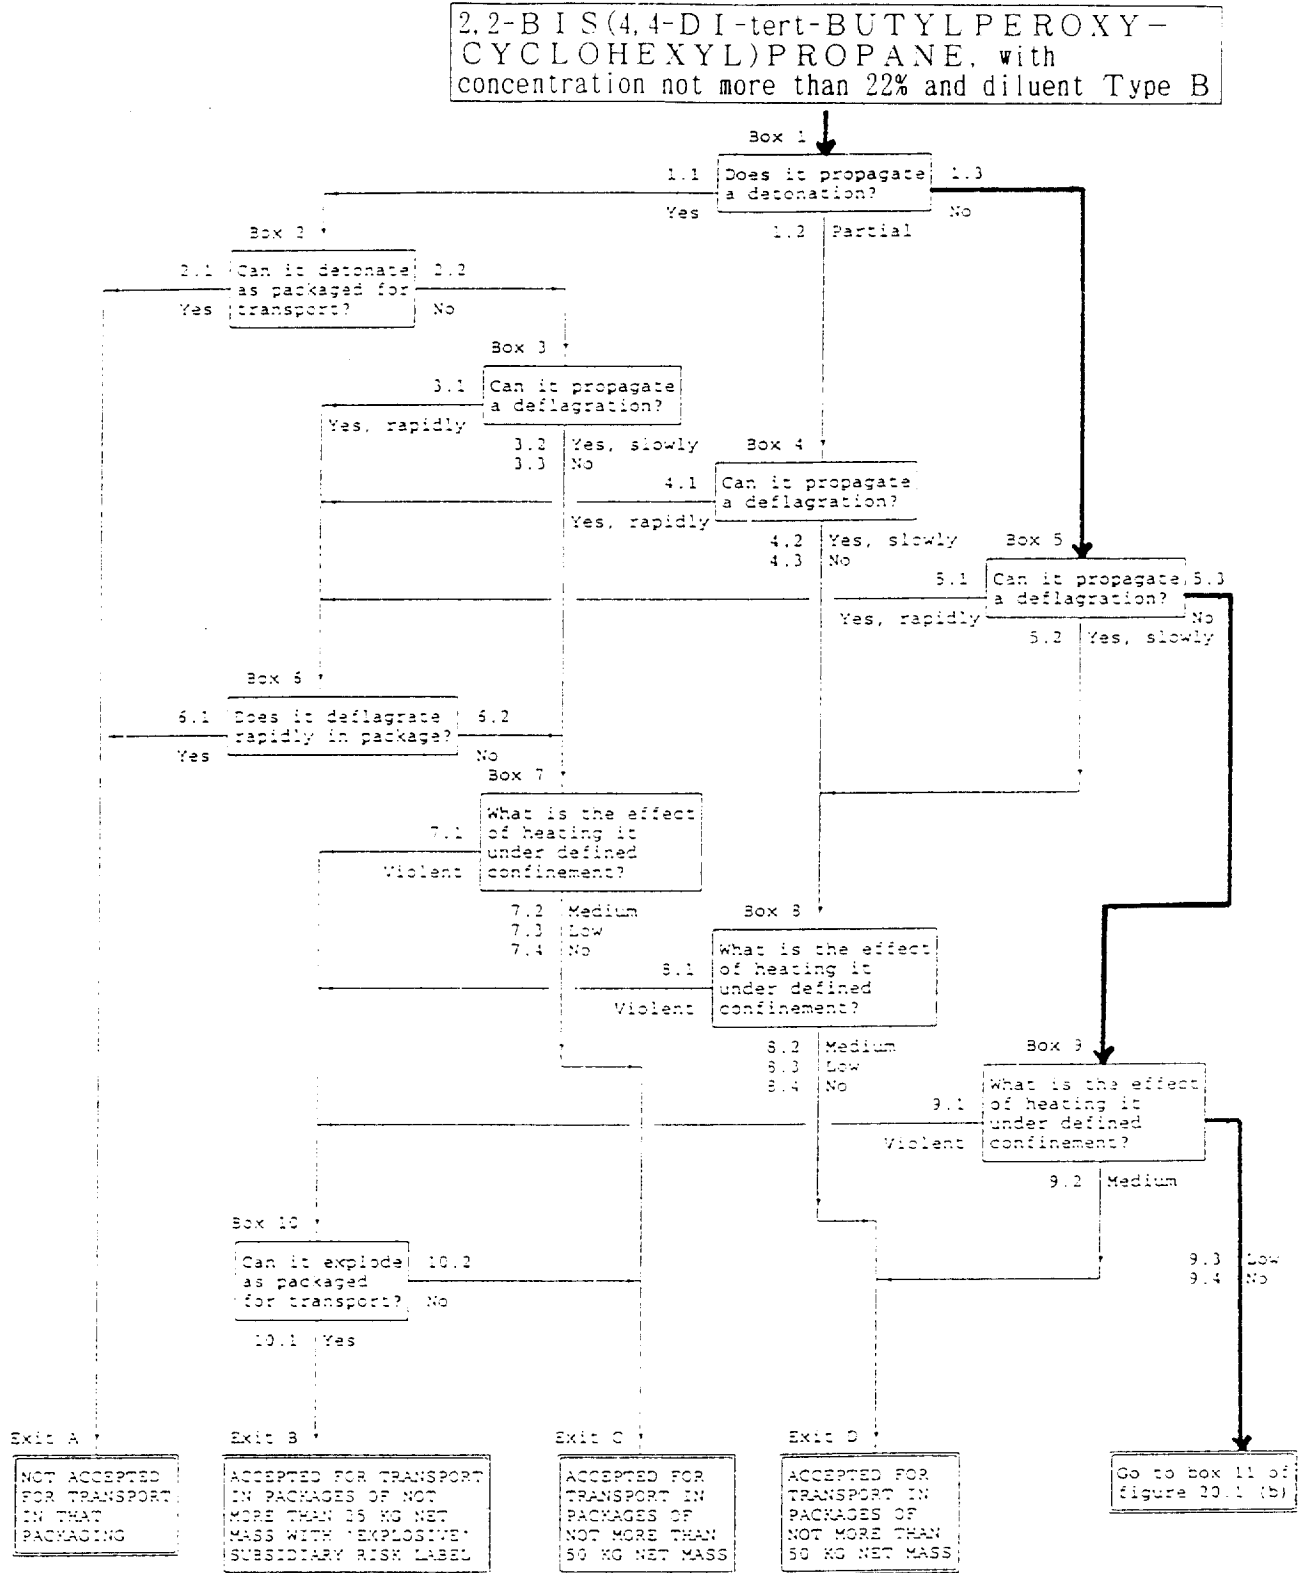 2,2-BIS(4,4-DI-tert-BUTYLPEROXY-
CYCLOHEXYL)PROPANE, with
concentration not more than 22% and diluent Type B
Box 1
1.1
Does it propagate
a detonation?
1.3
Yes
No
1.2 Partial
Box 2
2.1
Can it detonate
as packaged for
transport?
2.2
Yes
No
Box 3
3.1
Can it propagate
a deflagration?
Yes, rapidly
3.2 Yes, slowly
3.3 No
Box 4
4.1
Can it propagate
a deflagration?
Yes, rapidly
4.2 Yes, slowly
4.3 No
Box 5
5.1
Can it propagate
a deflagration?
5.3
Yes, rapidly
No
5.2 Yes, slowly
Box 6
6.1
Does it deflagrate
rapidly in package?
6.2
Yes
No
Box 7
7.1
What is the effect
of heating it
under defined
confinement?
Violent
7.2 Medium
7.3 Low
7.4 No
Box 8
8.1
What is the effect
of heating it
under defined
confinement?
Violent
8.2 Medium
8.3 Low
8.4 No
Box 9
9.1
What is the effect
of heating it
under defined
confinement?
Violent
9.2 Medium
9.3 Low
9.4 No
Box 10
Can it explode
as packaged
for transport?
10.2
No
10.1 Yes
Exit A
NOT ACCEPTED
FOR TRANSPORT
IN THAT
PACKAGING
Exit B
ACCEPTED FOR TRANSPORT
IN PACKAGES OF NOT
MORE THAN 25 KG NET
MASS WITH 'EXPLOSIVE'
SUBSIDIARY RISK LABEL
Exit C
ACCEPTED FOR
TRANSPORT IN
PACKAGES OF
NOT MORE THAN
50 KG NET MASS
Exit D
ACCEPTED FOR
TRANSPORT IN
PACKAGES OF
NOT MORE THAN
50 KG NET MASS
Go to box 11 of
figure 20.1 (b)